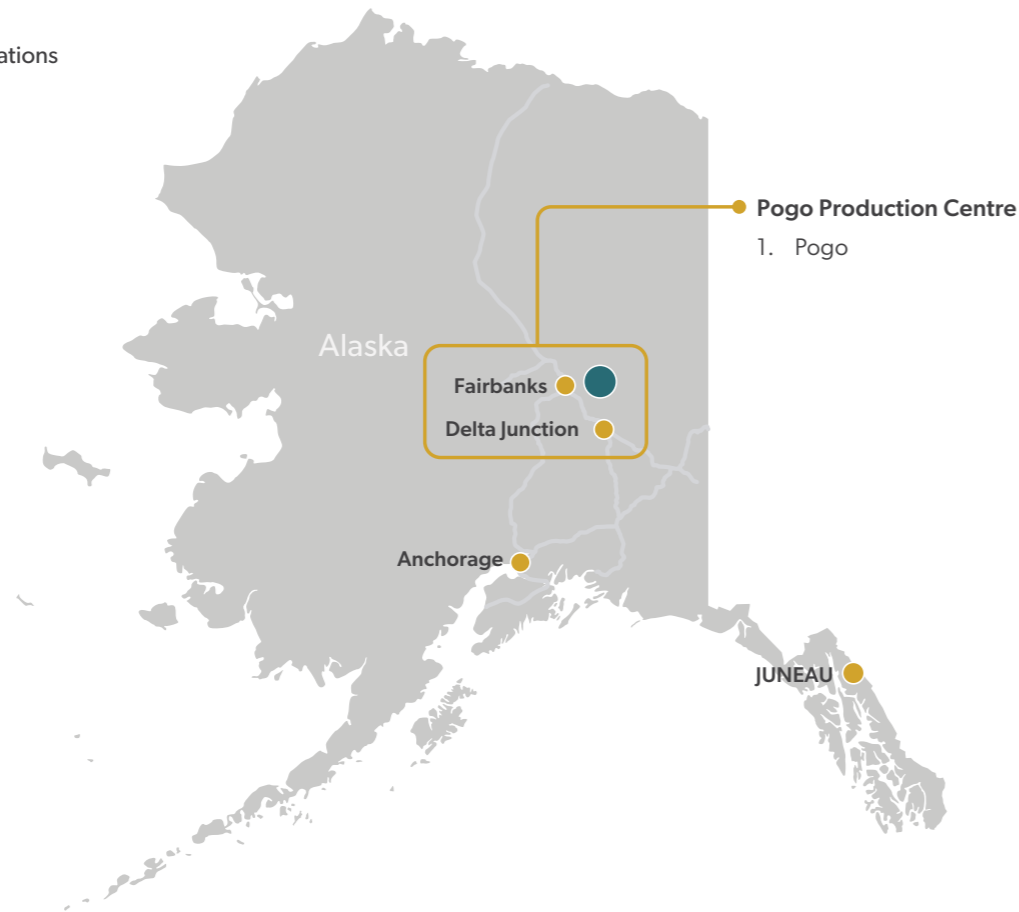 ations
Pogo Production Centre
1. Pogo
Alaska
Fairbanks
Delta Junction
Anchorage
JUNEAU